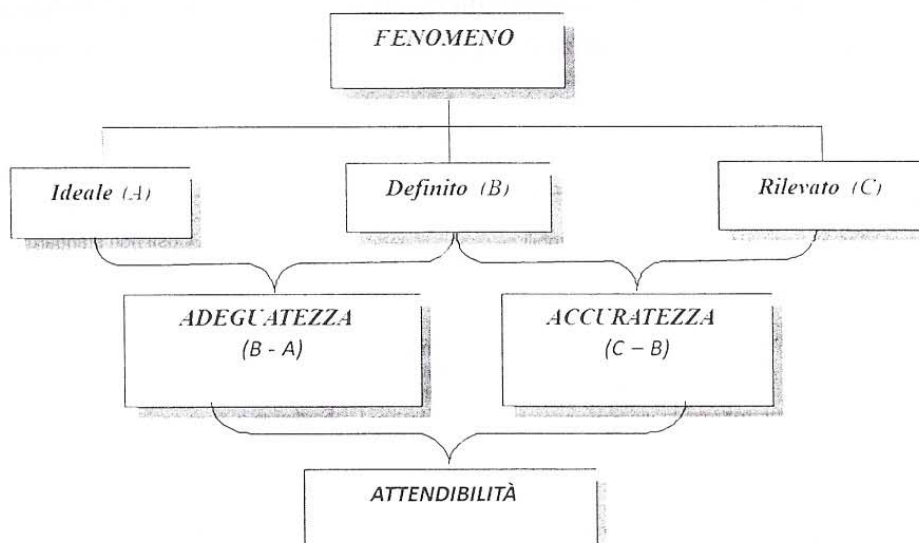 FENOMENO
Ideale (A)
Definito (B)
Rilevato (C)
ADEGUATEZZA
(B - A)
ACCURATEZZA
(C – B)
ATTENDIBILITÀ